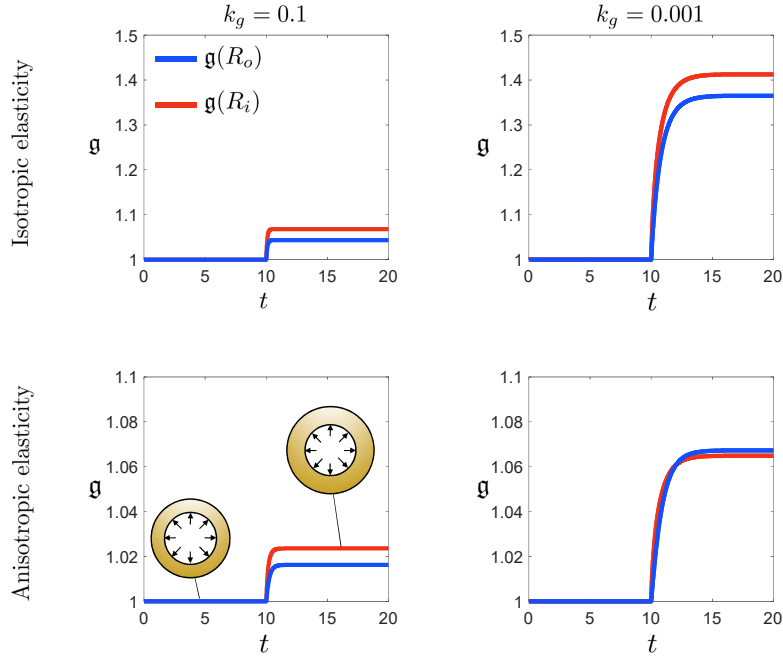 k_g = 0.1
k_g = 0.001
Isotropic elasticity
𝔤
1.5
1.4
1.3
1.2
1.1
1
𝔤(R_o)
𝔤(R_i)
0 5 10 15 20
t
𝔤
1.5
1.4
1.3
1.2
1.1
1
0 5 10 15 20
t
Anisotropic elasticity
𝔤
1.1
1.08
1.06
1.04
1.02
1
0 5 10 15 20
t
𝔤
1.1
1.08
1.06
1.04
1.02
1
0 5 10 15 20
t